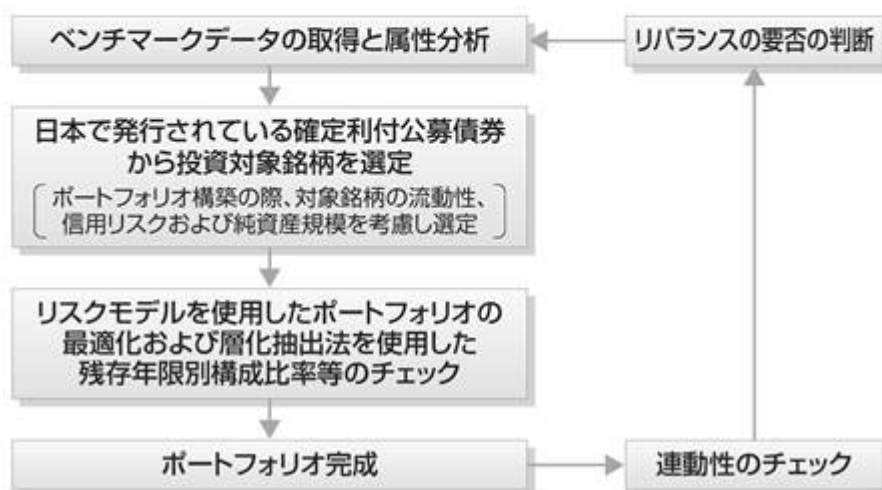 ベンチマークデータの取得と属性分析
リバランスの要否の判断
日本で発行されている確定利付公募債券
から投資対象銘柄を選定
ポートフォリオ構築の際、対象銘柄の流動性、
信用リスクおよび純資産規模を考慮し選定
リスクモデルを使用したポートフォリオの
最適化および層化抽出法を使用した
残存年限別構成比率等のチェック
ポートフォリオ完成
連動性のチェック